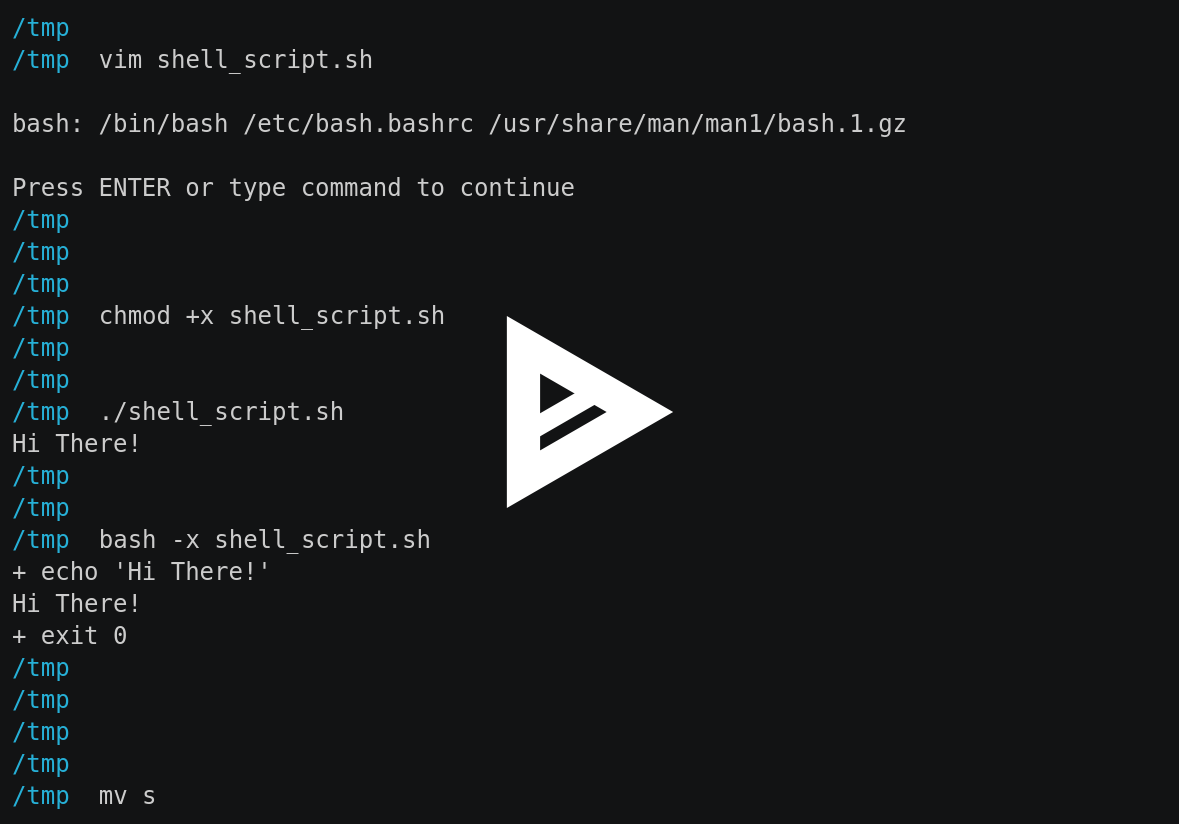 /tmp
/tmp  vim shell_script.sh
bash: /bin/bash /etc/bash.bashrc /usr/share/man/man1/bash.1.gz
Press ENTER or type command to continue
/tmp
/tmp
/tmp
/tmp  chmod +x shell_script.sh
/tmp
/tmp
/tmp  ./shell_script.sh
Hi There!
/tmp
/tmp
/tmp  bash -x shell_script.sh
+ echo 'Hi There!'
Hi There!
+ exit 0
/tmp
/tmp
/tmp
/tmp
/tmp  mv s